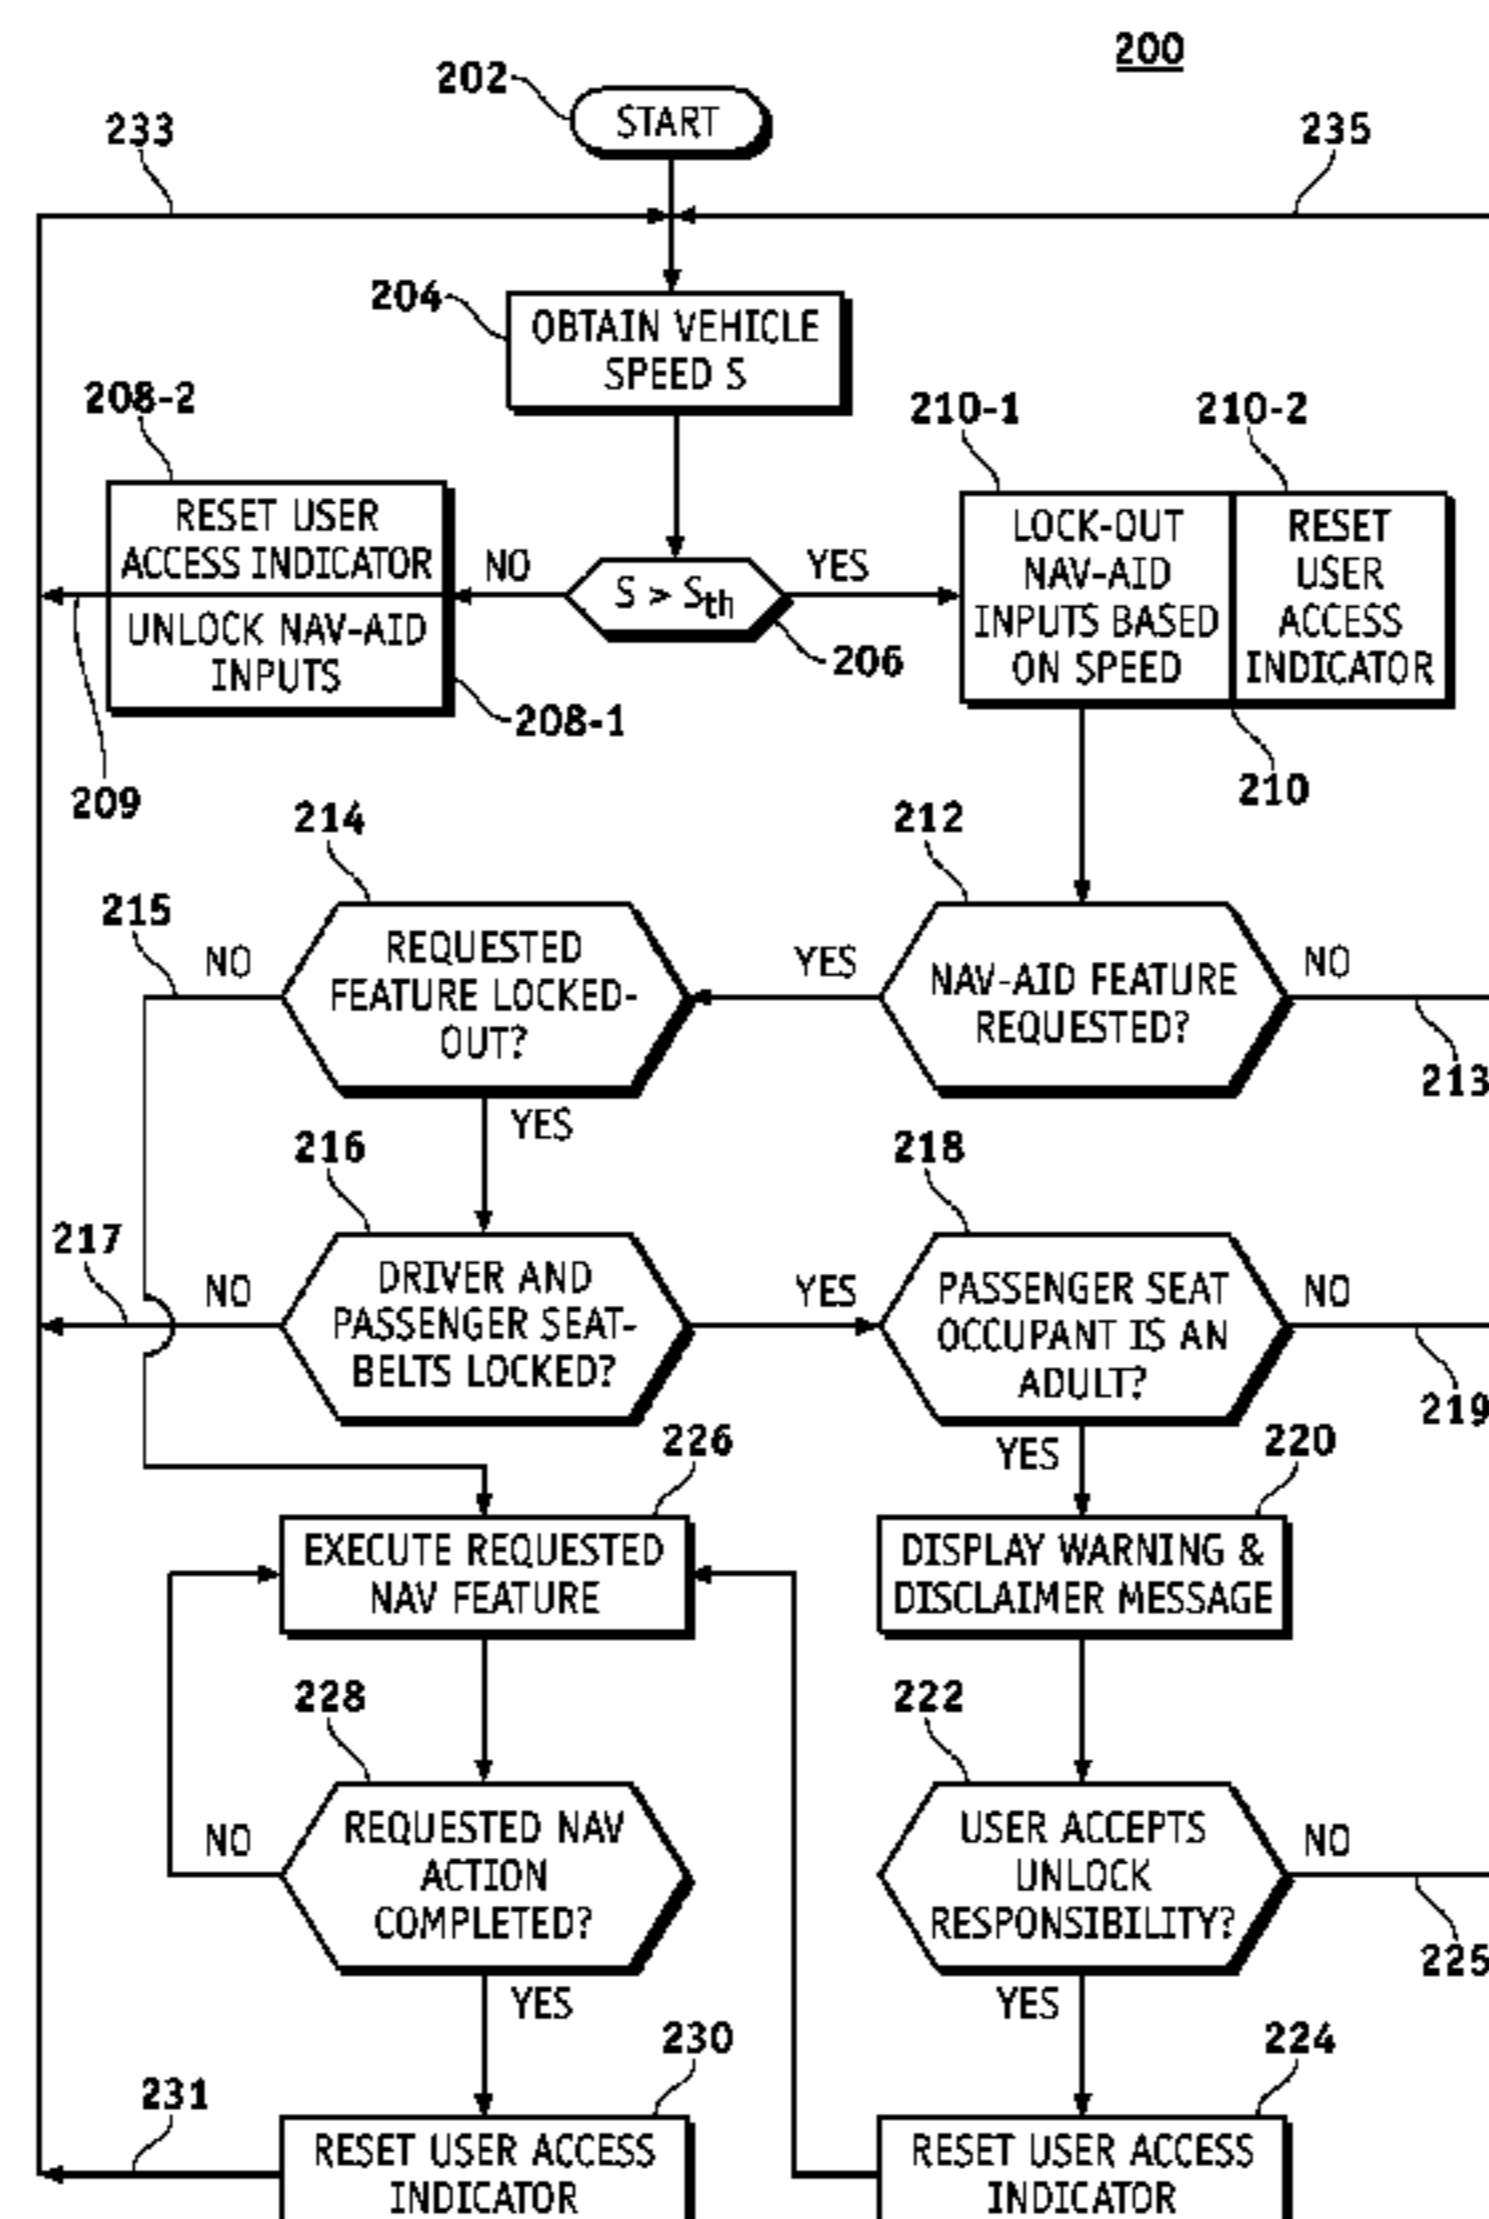 200
202
START
233
235
204
OBTAIN VEHICLE
SPEED S
208-2
210-1
210-2
RESET USER
ACCESS INDICATOR
UNLOCK NAV-AID
INPUTS
NO
S > Sth
YES
LOCK-OUT
NAV-AID
INPUTS BASED
ON SPEED
RESET
USER
ACCESS
INDICATOR
206
208-1
209
210
214
212
215
NO
REQUESTED
FEATURE LOCKED-
OUT?
YES
NAV-AID FEATURE
REQUESTED?
NO
213
YES
216
218
217
NO
DRIVER AND
PASSENGER SEAT-
BELTS LOCKED?
YES
PASSENGER SEAT
OCCUPANT IS AN
ADULT?
NO
219
226
YES
220
EXECUTE REQUESTED
NAV FEATURE
DISPLAY WARNING &
DISCLAIMER MESSAGE
228
222
NO
REQUESTED NAV
ACTION
COMPLETED?
USER ACCEPTS
UNLOCK
RESPONSIBILITY?
NO
225
YES
YES
230
224
231
RESET USER ACCESS
INDICATOR
RESET USER ACCESS
INDICATOR